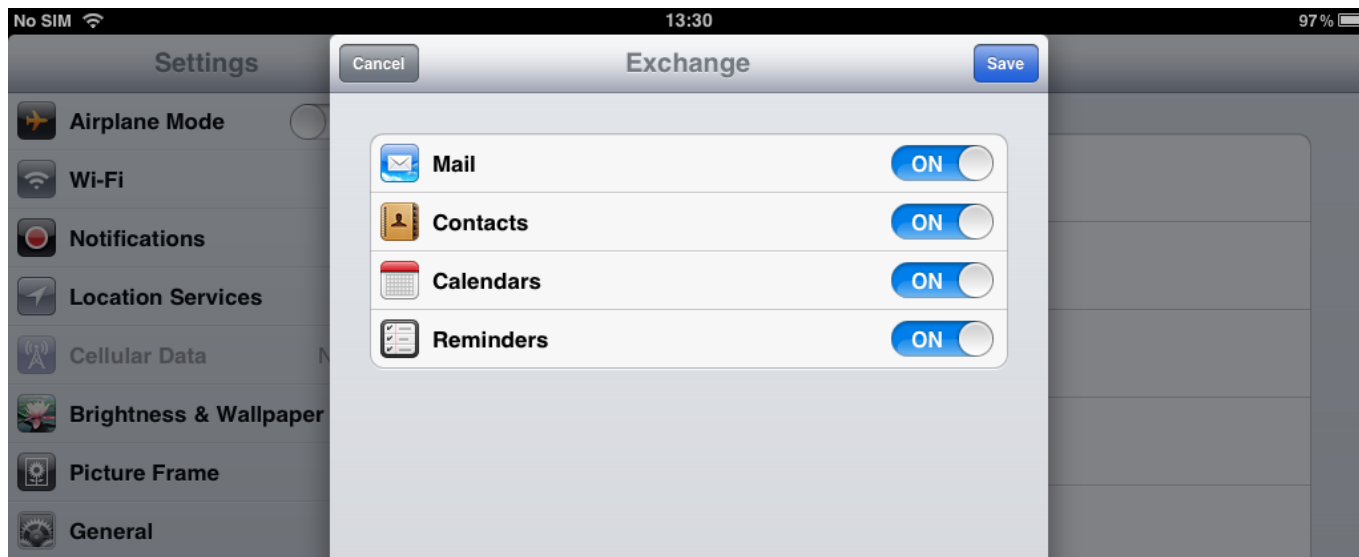 No SIM 13:30 97%
Settings
Airplane Mode
Wi-Fi
Notifications
Location Services
Cellular Data N
Brightness & Wallpaper
Picture Frame
General
Cancel Exchange Save
Mail ON
Contacts ON
Calendars ON
Reminders ON